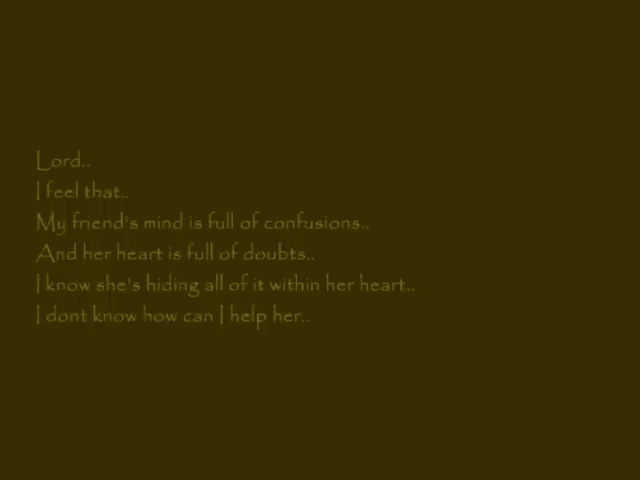 Lord..
I feel that..
My friend's mind is full of confusions..
And her heart is full of doubts..
I know she's hiding all of it within her heart..
I dont know how can I help her..